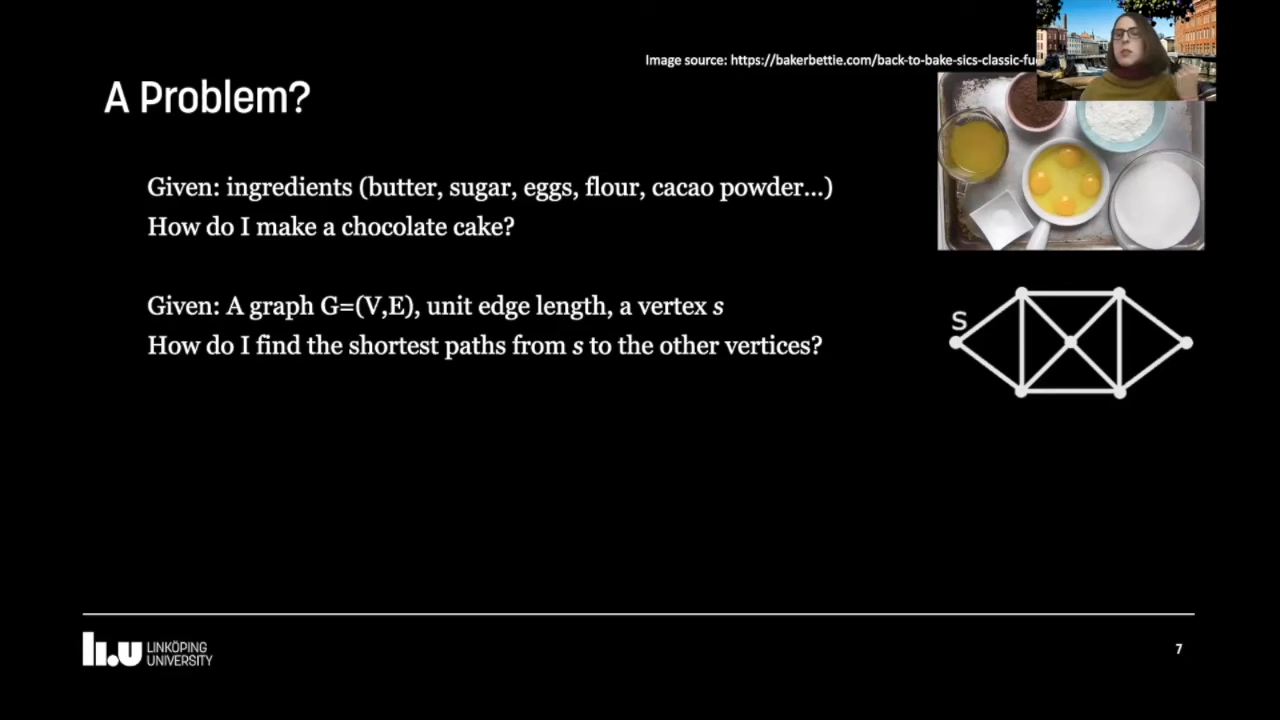 Image source: https://bakerbettie.com/back-to-bake-sics-classic-
A Problem?
Given: ingredients (butter, sugar, eggs, flour, cacao powder...)
How do I make a chocolate cake?
Given: A graph G=(V,E), unit edge length, a vertex s
How do I find the shortest paths from s to the other vertices?
S
li.u LINKÖPING
UNIVERSITY
7